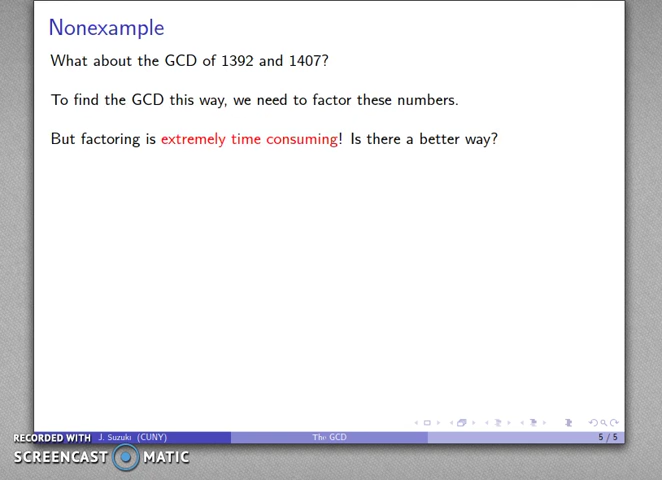 Nonexample
What about the GCD of 1392 and 1407?
To find the GCD this way, we need to factor these numbers.
But factoring is extremely time consuming! Is there a better way?
RECORDED WITH J. Suzuki (CUNY) The GCD 5 / 5
SCREENCAST MATIC